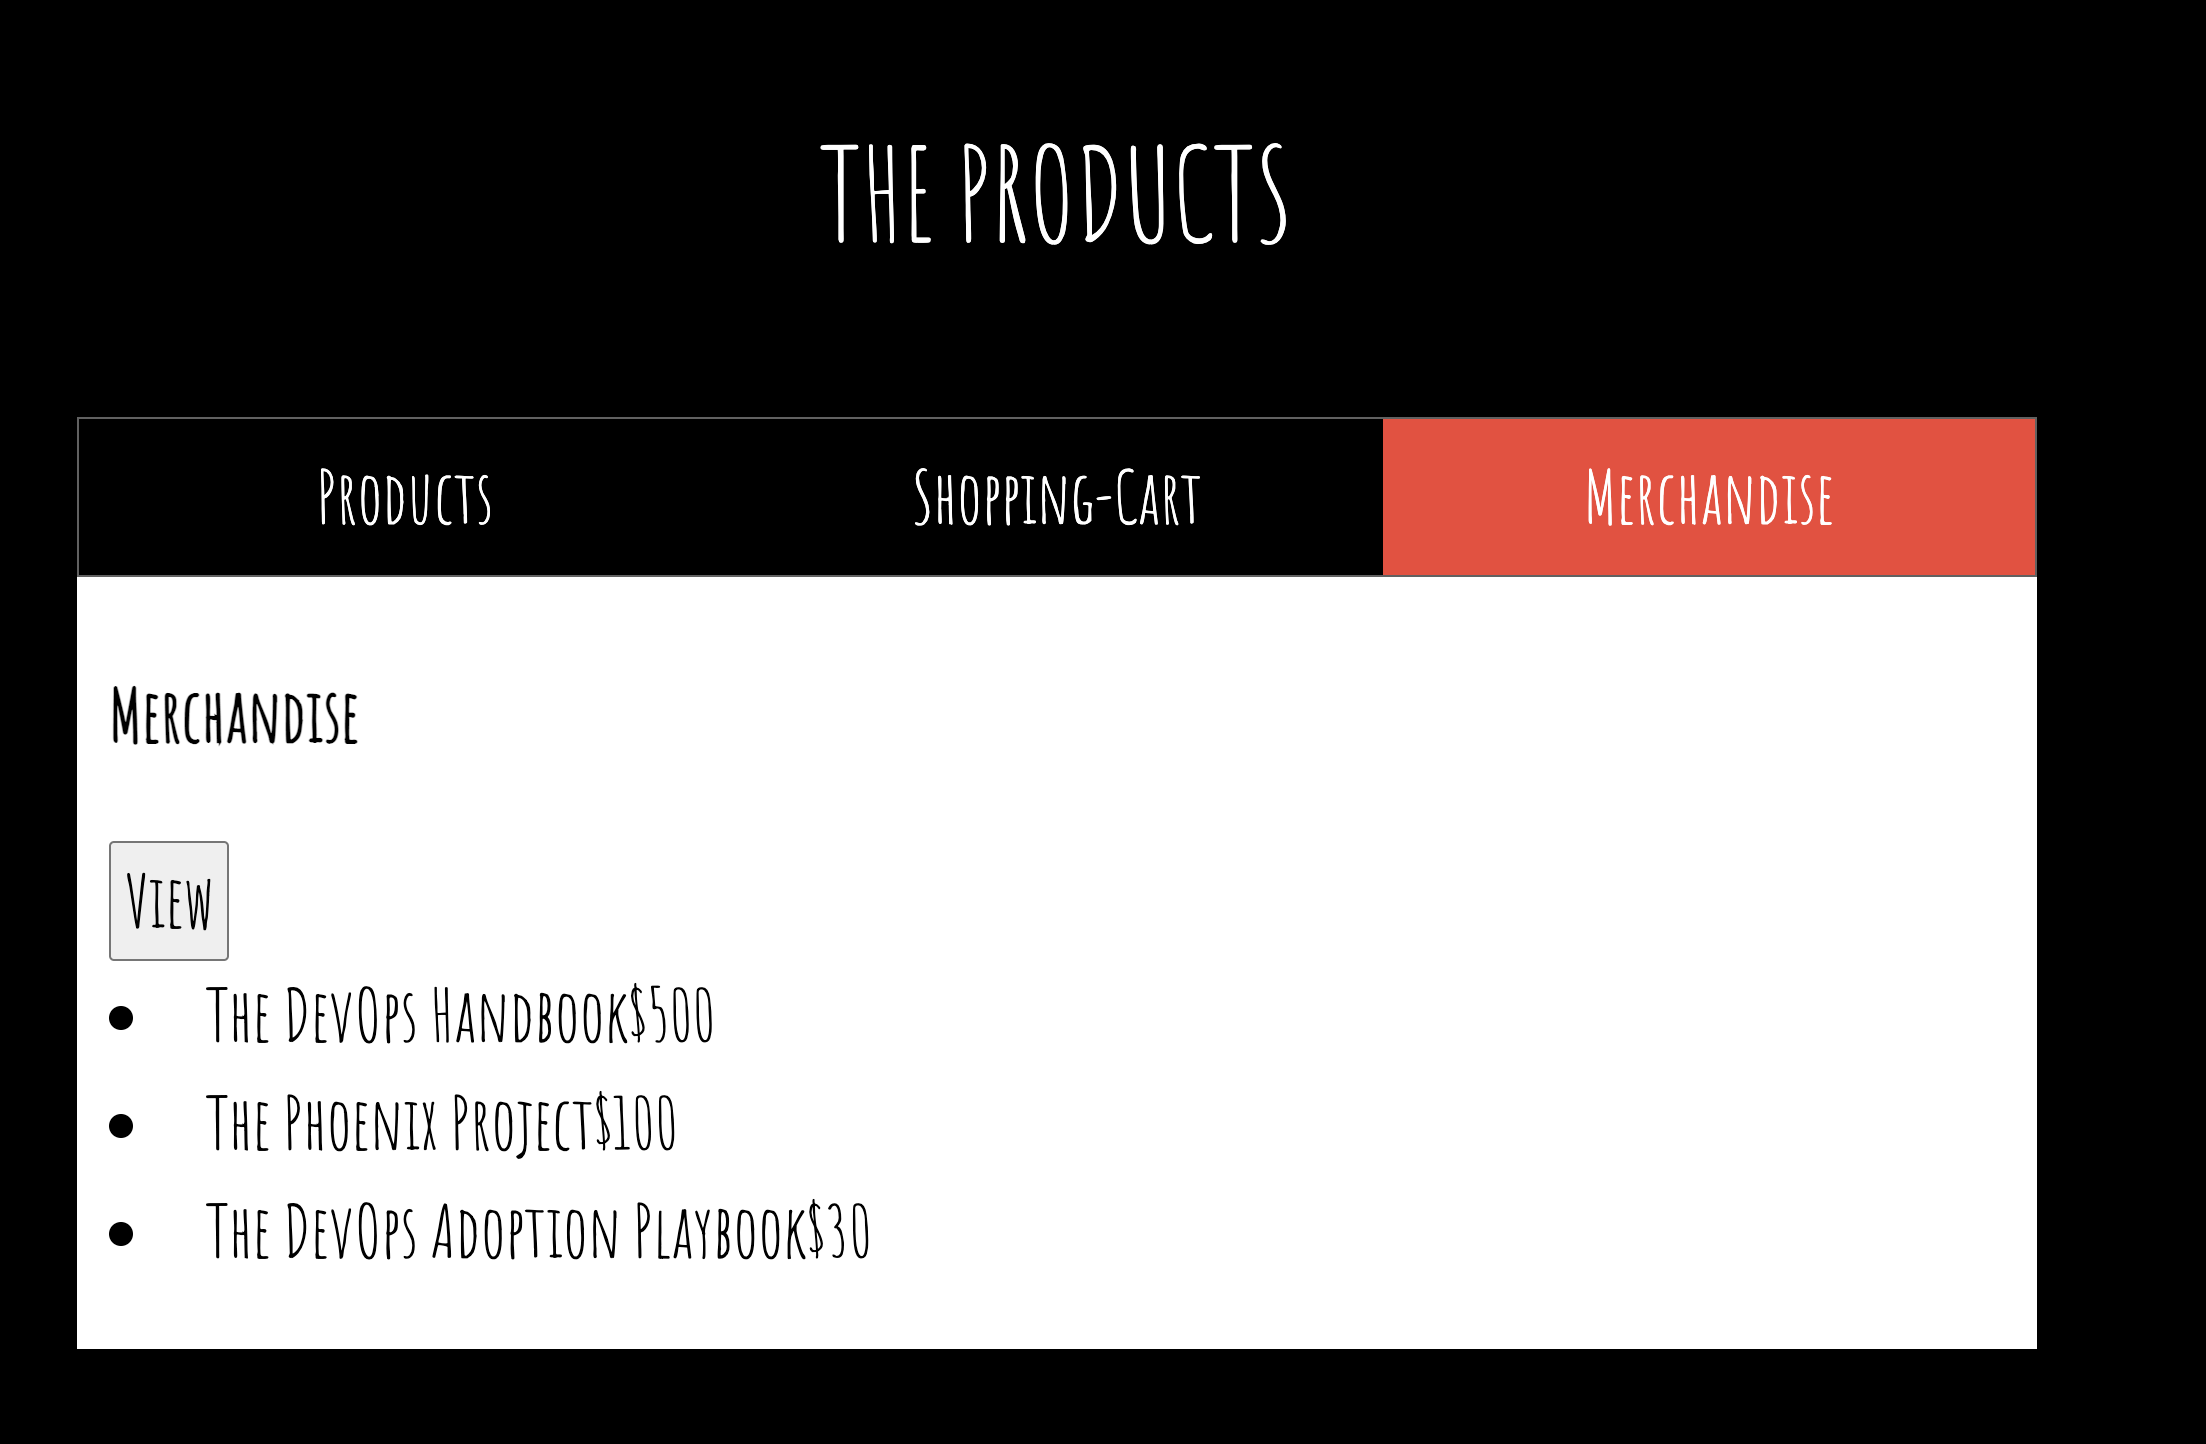 THE PRODUCTS
Products Shopping-Cart Merchandise
Merchandise
View
The DevOps Handbook$500
The Phoenix Project$100
The DevOps Adoption Playbook$30